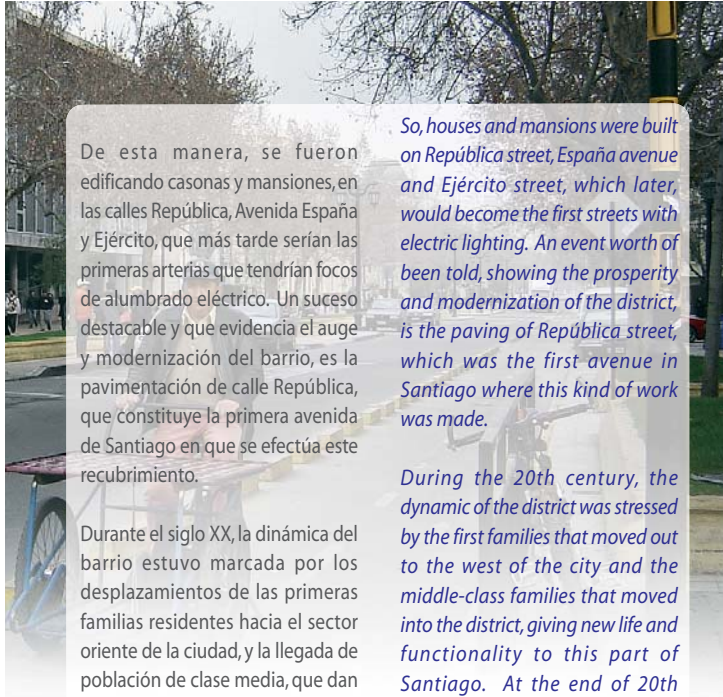 De esta manera, se fueron
edificando casonas y mansiones, en
las calles República, Avenida España
y Ejército, que más tarde serían las
primeras arterias que tendrían focos
de alumbrado eléctrico. Un suceso
destacable y que evidencia el auge
y modernización del barrio, es la
pavimentación de calle República,
que constituye la primera avenida
de Santiago en que se efectúa este
recubrimiento.

Durante el siglo XX, la dinámica del
barrio estuvo marcada por los
desplazamientos de las primeras
familias residentes hacia el sector
oriente de la ciudad, y la llegada de
población de clase media, que dan

So, houses and mansions were built
on República street, España avenue
and Ejército street, which later,
would become the first streets with
electric lighting. An event worth of
been told, showing the prosperity
and modernization of the district,
is the paving of República street,
which was the first avenue in
Santiago where this kind of work
was made.

During the 20th century, the
dynamic of the district was stressed
by the first families that moved out
to the west of the city and the
middle-class families that moved
into the district, giving new life and
functionality to this part of
Santiago. At the end of 20th